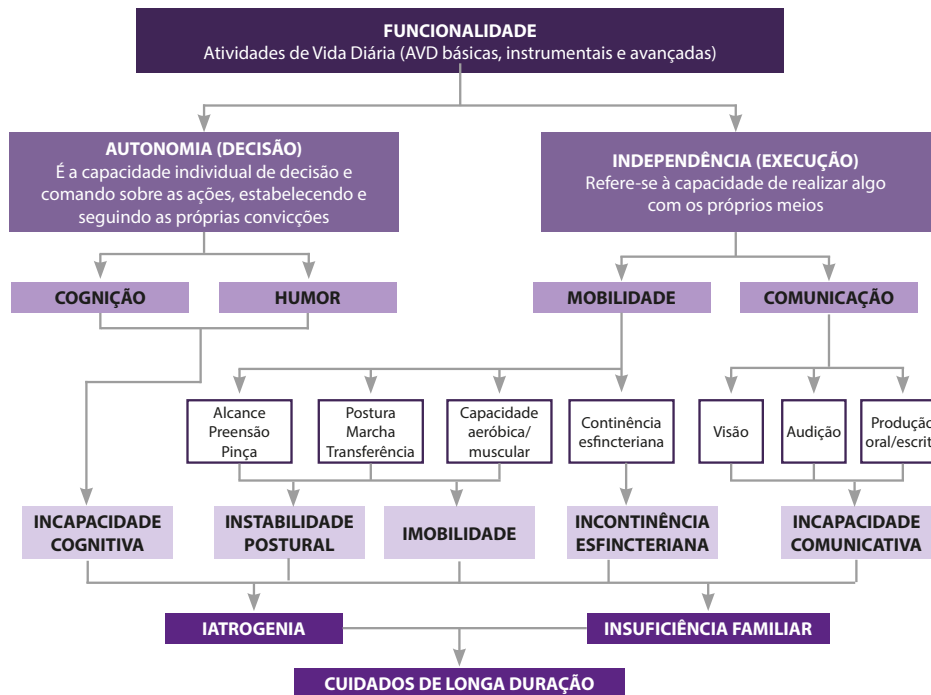 FUNCIONALIDADE
Atividades de Vida Diária (AVD básicas, instrumentais e avançadas)
AUTONOMIA (DECISÃO)
É a capacidade individual de decisão e
comando sobre as ações, estabelecendo e
seguindo as próprias convicções
INDEPENDÊNCIA (EXECUÇÃO)
Refere-se à capacidade de realizar algo
com os próprios meios
COGNIÇÃO
HUMOR
MOBILIDADE
COMUNICAÇÃO
Alcance
Preensão
Pinça
Postura
Marcha
Transferência
Capacidade
aeróbica/
muscular
Continência
esfincteriana
Visão
Audição
Produção
oral/escrit
INCAPACIDADE
COGNITIVA
INSTABILIDADE
POSTURAL
IMOBILIDADE
INCONTINÊNCIA
ESFINCTERIANA
INCAPACIDADE
COMUNICATIVA
IATROGENIA
INSUFICIÊNCIA FAMILIAR
CUIDADOS DE LONGA DURAÇÃO